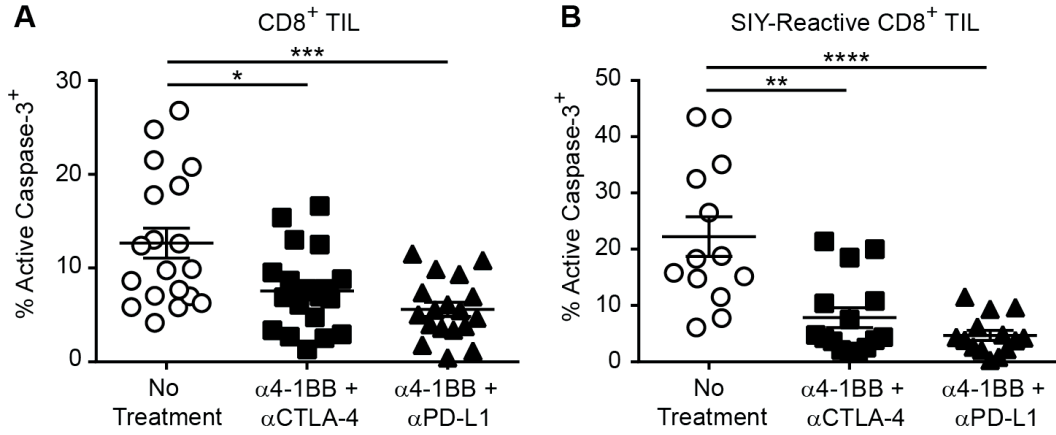 A
CD8+ TIL
***
*
% Active Caspase-3+
30
20
10
0
No Treatment
α4-1BB + αCTLA-4
α4-1BB + αPD-L1
B
SIY-Reactive CD8+ TIL
****
**
% Active Caspase-3+
50
40
30
20
10
0
No Treatment
α4-1BB + αCTLA-4
α4-1BB + αPD-L1